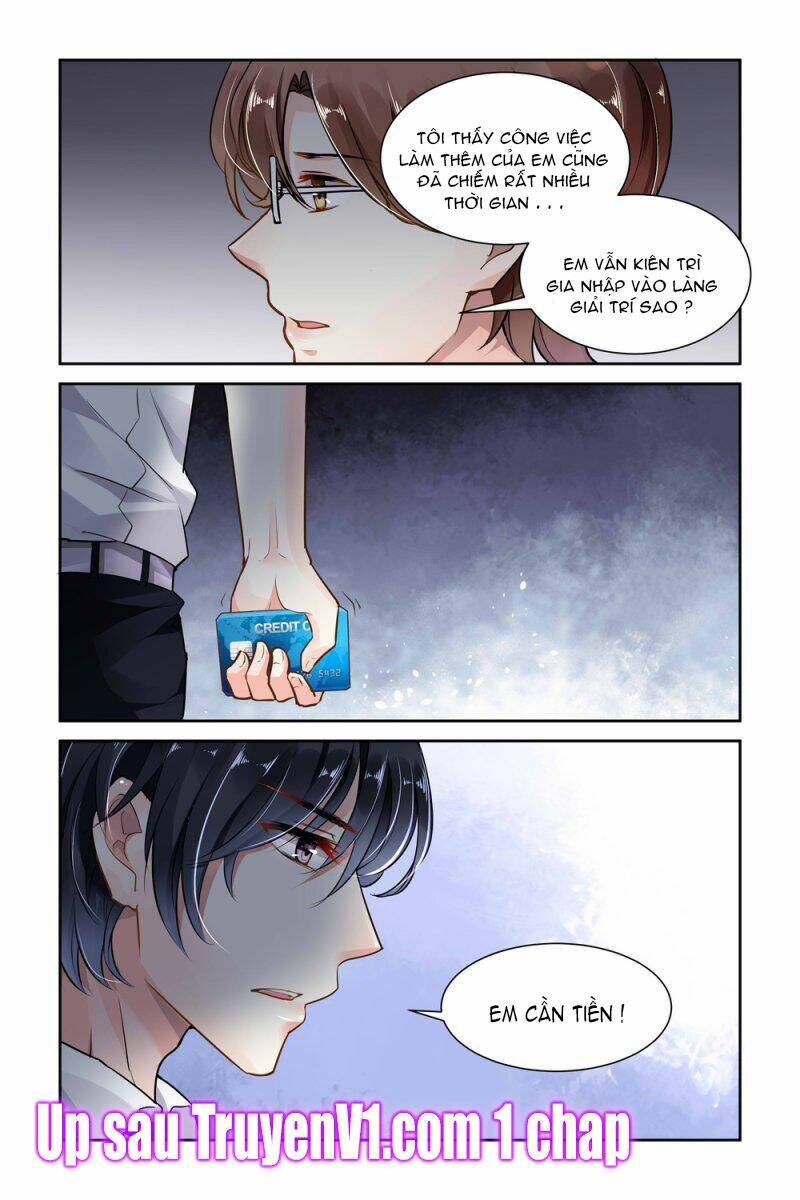 TÔI THẤY CÔNG VIỆC
LÀM THÊM CỦA EM CŨNG
ĐÃ CHIẾM RẤT NHIỀU
THỜI GIAN . . .
EM VẪN KIÊN TRÌ
GIA NHẬP VÀO LÀNG
GIẢI TRÍ SAO ?
CREDIT C
5432
EM CẦN TIỀN !
Up sau TruyenV1.com 1 chap